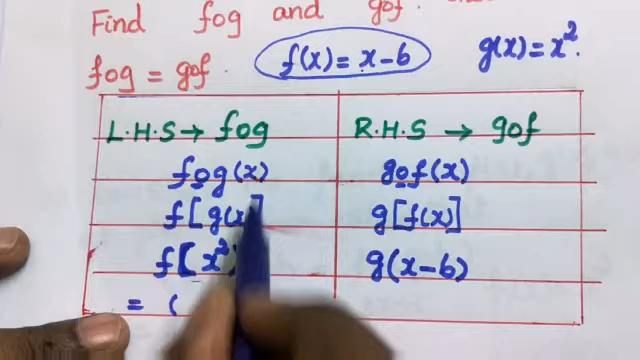 Find fog and gof.
fog = gof. f(x) = x-6 g(x) = x².
L.H.S → fog R.H.S → gof
fog(x) gof(x)
f[g(x)] g[f(x)]
f[x² g(x-6)
= (